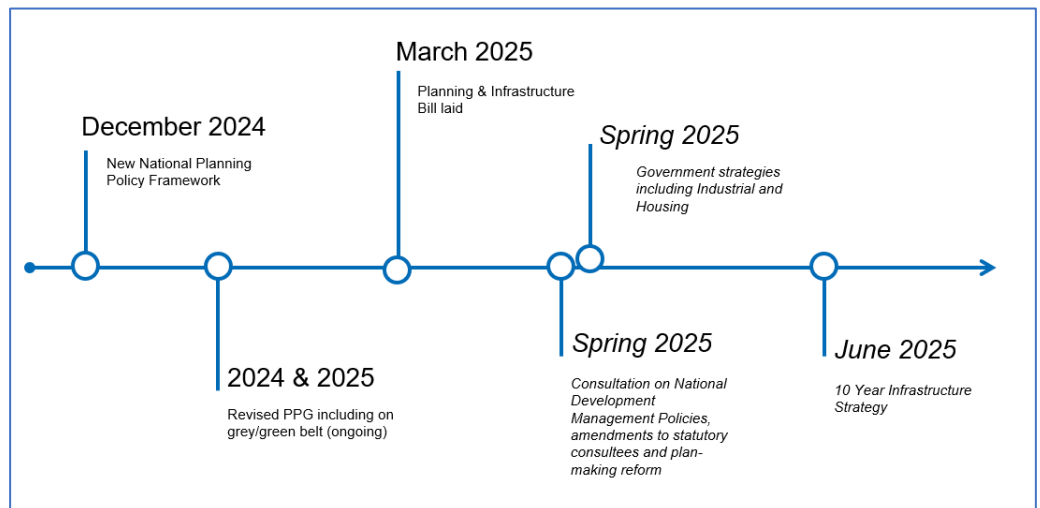 December 2024
New National Planning
Policy Framework
2024 & 2025
Revised PPG including on
grey/green belt (ongoing)
March 2025
Planning & Infrastructure
Bill laid
Spring 2025
Consultation on National
Development
Management Policies,
amendments to statutory
consultees and plan-
making reform
Spring 2025
Government strategies
including Industrial and
Housing
June 2025
10 Year Infrastructure
Strategy